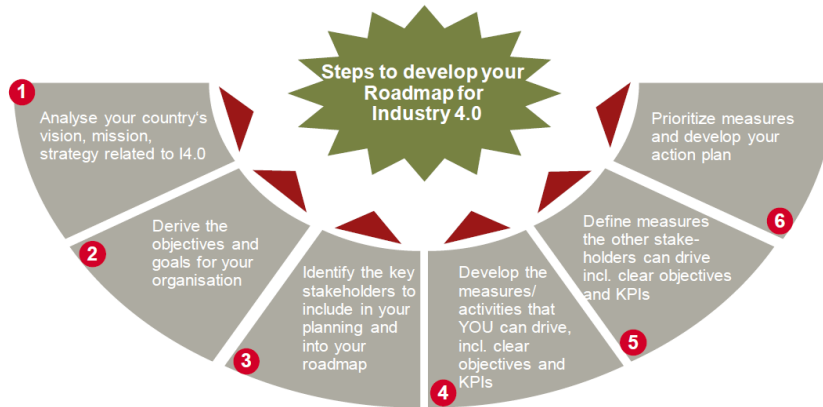 Steps to develop your
Roadmap for
Industry 4.0
1
Analyse your country's
vision, mission,
strategy related to I4.0
2
Derive the
objectives and
goals for your
organisation
3
Identify the key
stakeholders to
include in your
planning and
into your
roadmap
4
Develop the
measures/
activities that
YOU can drive,
incl. clear
objectives and
KPIs
5
Define measures
the other stake-
holders can drive
incl. clear objectives
and KPIs
6
Prioritize measures
and develop your
action plan